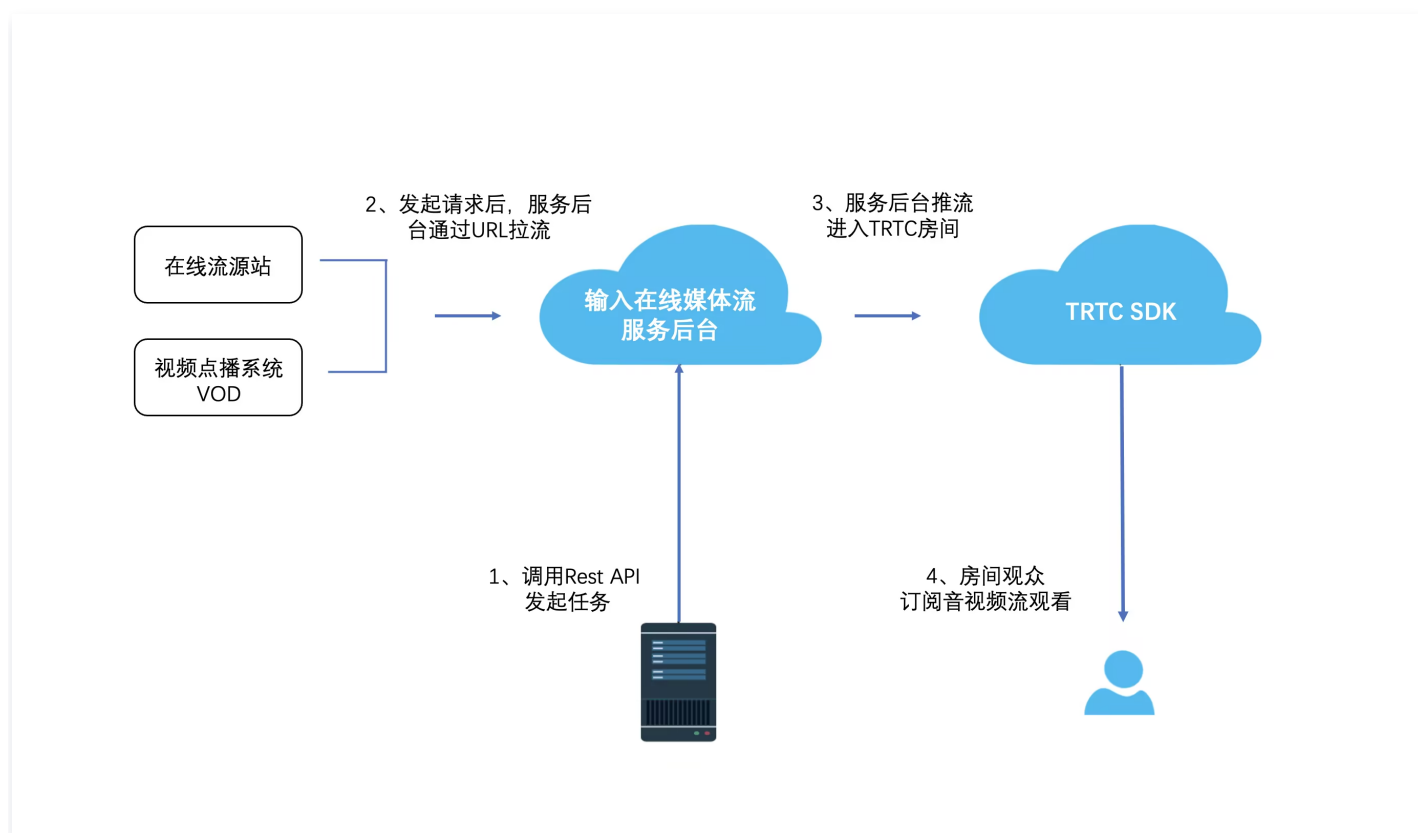 2、发起请求后，服务后
台通过URL拉流
3、服务后台推流
进入TRTC房间
在线流源站
输入在线媒体流
服务后台
TRTC SDK
视频点播系统
VOD
1、调用Rest API
发起任务
4、房间观众
订阅音视频流观看